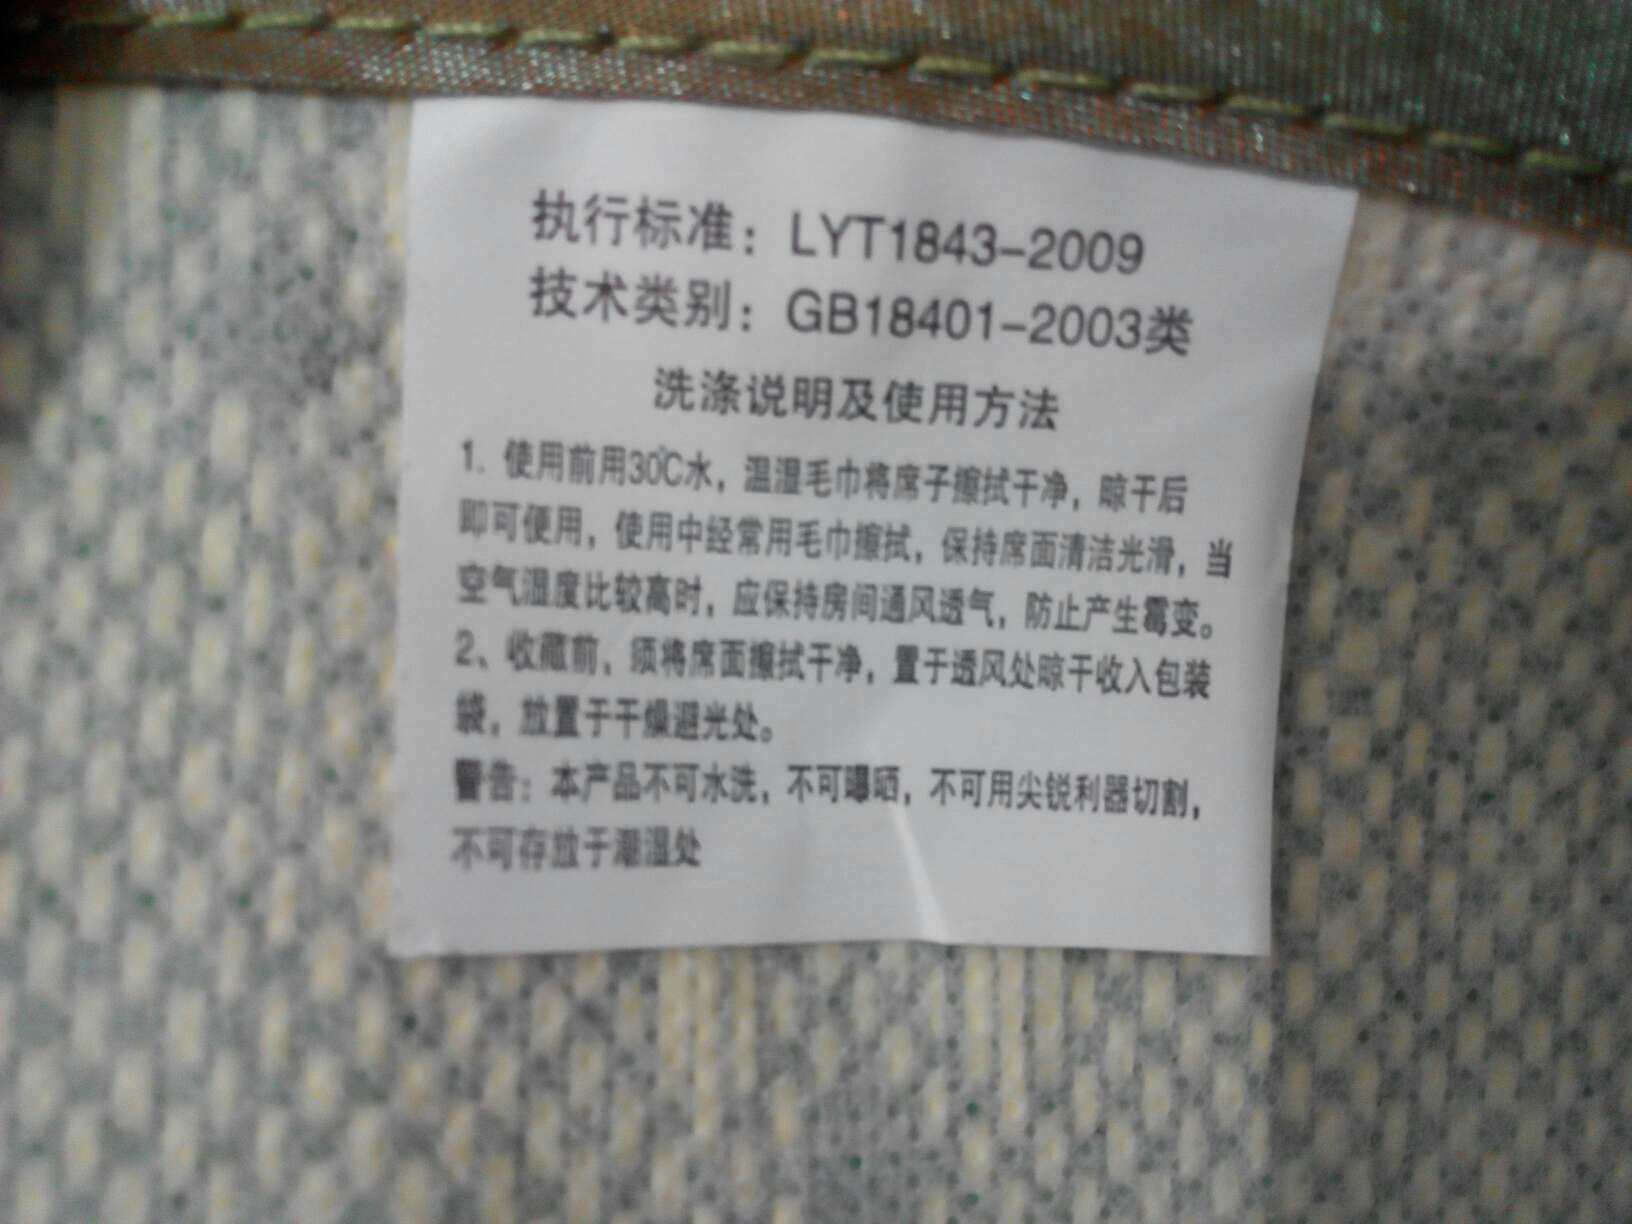 执行标准：LYT1843-2009
技术类别：GB18401-2003类
洗涤说明及使用方法
1. 使用前用30℃水，温湿毛巾将席子擦拭干净，晾干后
即可便用，使用中经常用毛巾擦拭，保持席面清洁光滑，当
空气湿度比较高时，应保持房间通风透气，防止产生霉变。
2、收藏前，须将席面擦拭干净，置于透风处晾干收入包装
袋，放置于干燥避光处。
警告：本产品不可水洗，不可曝晒，不可用尖锐利器切割，
不可存放于潮湿处